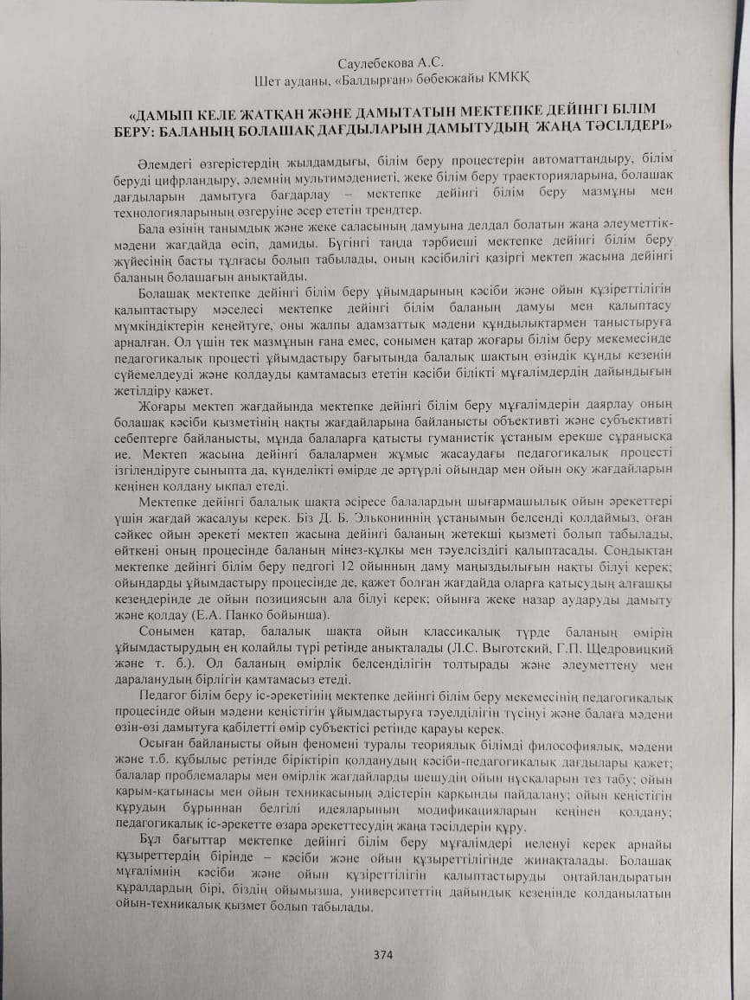 Саулебекова А.С.
Шет ауданы, «Балдырған» бөбекжайы КМКҚ
«ДАМЫП КЕЛЕ ЖАТҚАН ЖӘНЕ ДАМЫТАТЫН МЕКТЕПКЕ ДЕЙІНГІ БІЛІМ
БЕРУ: БАЛАНЫҢ БОЛАШАҚ ДАҒДЫЛАРЫН ДАМЫТУДЫҢ ЖАҢА ТӘСІЛДЕРІ»
Әлемдегі өзгерістердің жылдамдығы, білім беру процестерін автоматтандыру, білім
беруді цифрландыру, әлемнің мультимәдениеті, жеке білім беру траекторияларына, болашақ
дағдыларын дамытуға бағдарлау – мектепке дейінгі білім беру мазмұны мен
технологияларының өзгеруіне әсер ететін трендтер.
Бала өзінің танымдық және жеке саласының дамуына делдал болатын жаңа әлеуметтік-
мәдени жағдайда өсіп, дамиды. Бүгінгі таңда тәрбиеші мектепке дейінгі білім беру
жүйесінің басты тұлғасы болып табылады, оның кәсібилігі қазіргі мектеп жасына дейінгі
баланың болашағын анықтайды.
Болашақ мектепке дейінгі білім беру ұйымдарының кәсіби және ойын құзіреттілігін
қалыптастыру мәселесі мектепке дейінгі білім баланың дамуы мен қалыптасу
мүмкіндіктерін кеңейтуге, оны жалпы адамзаттық мәдени құндылықтармен таныстыруға
арналған. Ол үшін тек мазмұнын ғана емес, сонымен қатар жоғары білім беру мекемесінде
педагогикалық процесті ұйымдастыру бағытында балалық шақтың өзіндік құнды кезеңін
сүйемелдеуді және қолдауды қамтамасыз ететін кәсіби білікті мұғалімдердің дайындығын
жетілдіру қажет.
Жоғары мектеп жағдайында мектепке дейінгі білім беру мұғалімдерін даярлау оның
болашақ кәсіби қызметінің нақты жағдайларына байланысты объективті және субъективті
себептерге байланысты, мұнда балаларға қатысты гуманистік ұстаным ерекше сұранысқа
ие. Мектеп жасына дейінгі балалармен жұмыс жасаудағы педагогикалық процесті
ізгілендіруге сыныпта да, күнделікті өмірде де әртүрлі ойындар мен ойын оқу жағдайларын
кеңінен қолдану ықпал етеді.
Мектепке дейінгі балалық шақта әсіресе балалардың шығармашылық ойын әрекеттері
үшін жағдай жасалуы керек. Біз Д. Б. Эльконинның ұстанымын белсенді қолдаймыз, оған
сәйкес ойын әрекеті мектеп жасына дейінгі баланың жетекші қызметі болып табылады,
өйткені оның процесінде баланың мінез-құлқы мен тәуелсіздігі қалыптасады. Сондықтан
мектепке дейінгі білім беру педгогі 12 ойынның даму маңыздылығын нақты білуі керек;
ойындарды ұйымдастыру процесінде де, қажет болған жағдайда оларға қатысудың алғашқы
кезеңдерінде де ойын позициясын ала білуі керек; ойынға жеке назар аударуды дамыту
және қолдау (Е.А. Панко бойынша).
Сонымен қатар, балалық шақта ойын классикалық түрде баланың өмірін
ұйымдастырудың ең қолайлы түрі ретінде анықталады (Л.С. Выготский, Г.П. Щедровицкий
және т. б.). Ол баланың өмірлік белсенділігін толтырады және әлеуметтену мен
дараланудың бірлігін қамтамасыз етеді.
Педагог білім беру іс-әрекетінің мектепке дейінгі білім беру мекемесінің педагогикалық
процесінде ойын мәдени кеңістігін ұйымдастыруға тәуелділігін түсінуі және балаға мәдени
өзін-өзі дамытуға қабілетті өмір субъектісі ретінде қарауы керек.
Осыған байланысты ойын феномені туралы теориялық білімді философиялық, мәдени
және т.б. құбылыс ретінде біріктіріп қолданудың кәсіби-педагогикалық дағдылары қажет;
балалар проблемалары мен өмірлік жағдайларды шешудің ойын нұсқаларын тез табу; ойын
қарым-қатынасы мен ойын техникасының әдістерін қарқынды пайдалану; ойын кеңістігін
құрудың бұрыннан белгілі идеяларының модификацияларын кеңінен қолдану;
педагогикалық іс-әрекетте өзара әрекеттесудің жаңа тәсілдерін құру.
Бұл бағыттар мектепке дейінгі білім беру мұғалімдері иеленуі керек арнайы
құзыреттердің бірінде – кәсіби және ойын құзыреттілігінде жинақталады. Болашақ
мұғалімнің кәсіби және ойын құзіреттілігін қалыптастыруды оңтайландыратын
құралдардың бірі, біздің ойымызша, университеттің дайындық кезеңінде қолданылатын
ойын-техникалық қызмет болып табылады.
374